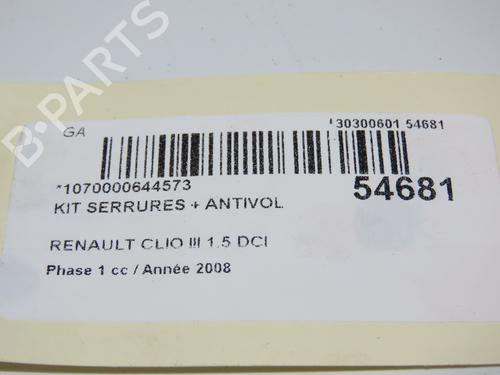 B-PARTS
GA
30300601 54681
*1070000644573
54681
KIT SERRURES + ANTIVOL
RENAULT CLIO III 1.5 DCI
Phase 1 cc / Année 2008